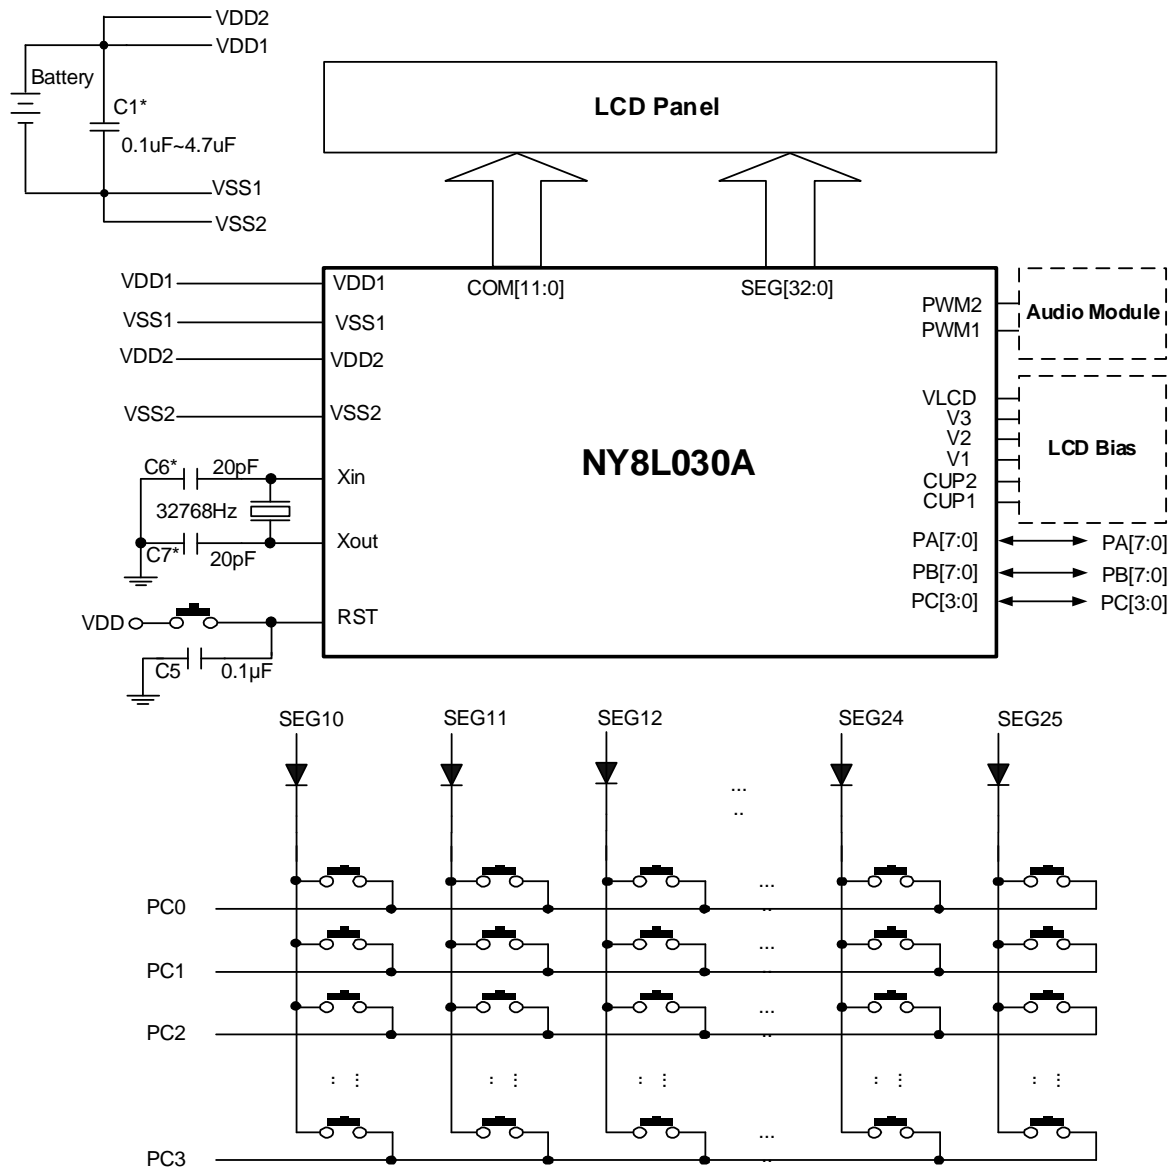 VDD2
VDD1
Battery
C1*
0.1uF~4.7uF
VSS1
VSS2
LCD Panel
COM[11:0]
SEG[32:0]
VDD1
VDD1
VSS1
VSS1
VDD2
VDD2
VSS2
VSS2
C6*
20pF
Xin
32768Hz
C7*
20pF
Xout
VDD
RST
C5
0.1µF
NY8L030A
PWM2
PWM1
Audio Module
VLCD
V3
V2
V1
CUP2
CUP1
LCD Bias
PA[7:0]
PA[7:0]
PB[7:0]
PB[7:0]
PC[3:0]
PC[3:0]
SEG10
SEG11
SEG12
SEG24
SEG25
...
..
...
PC0
..
...
PC1
..
...
PC2
..
: :
: :
: :
: :
: :
...
PC3
..